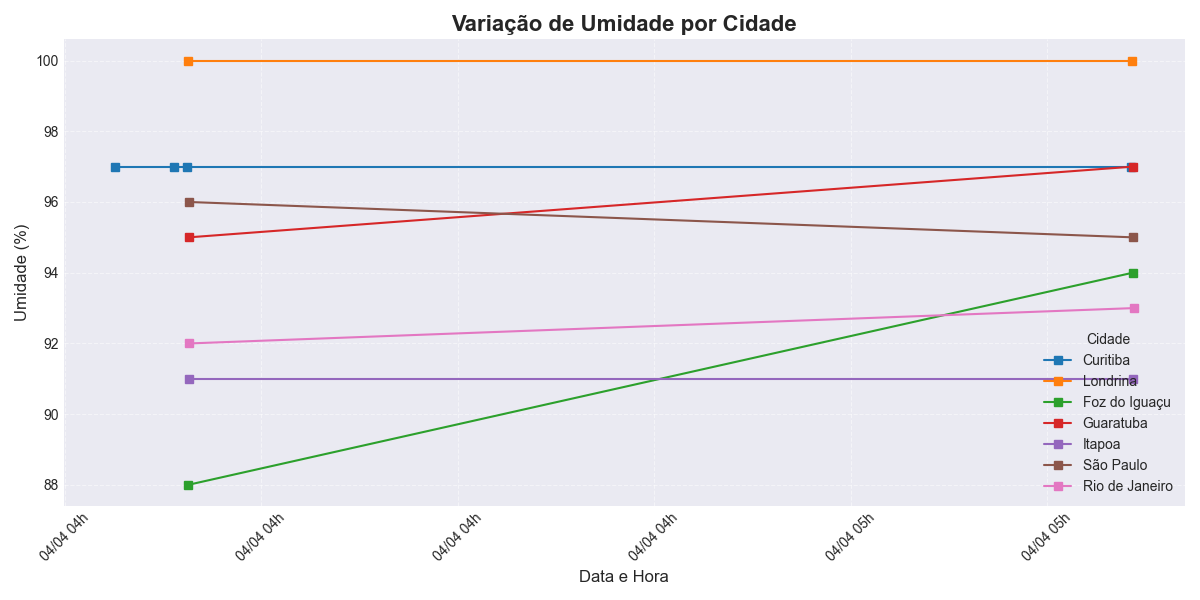 Variação de Umidade por Cidade
Umidade (%)
100
98
96
94
92
90
88
Cidade
Curitiba
Londrina
Foz do Iguaçu
Guaratuba
Itapoa
São Paulo
Rio de Janeiro
04/04 04h
04/04 04h
04/04 04h
04/04 04h
04/04 05h
04/04 05h
Data e Hora